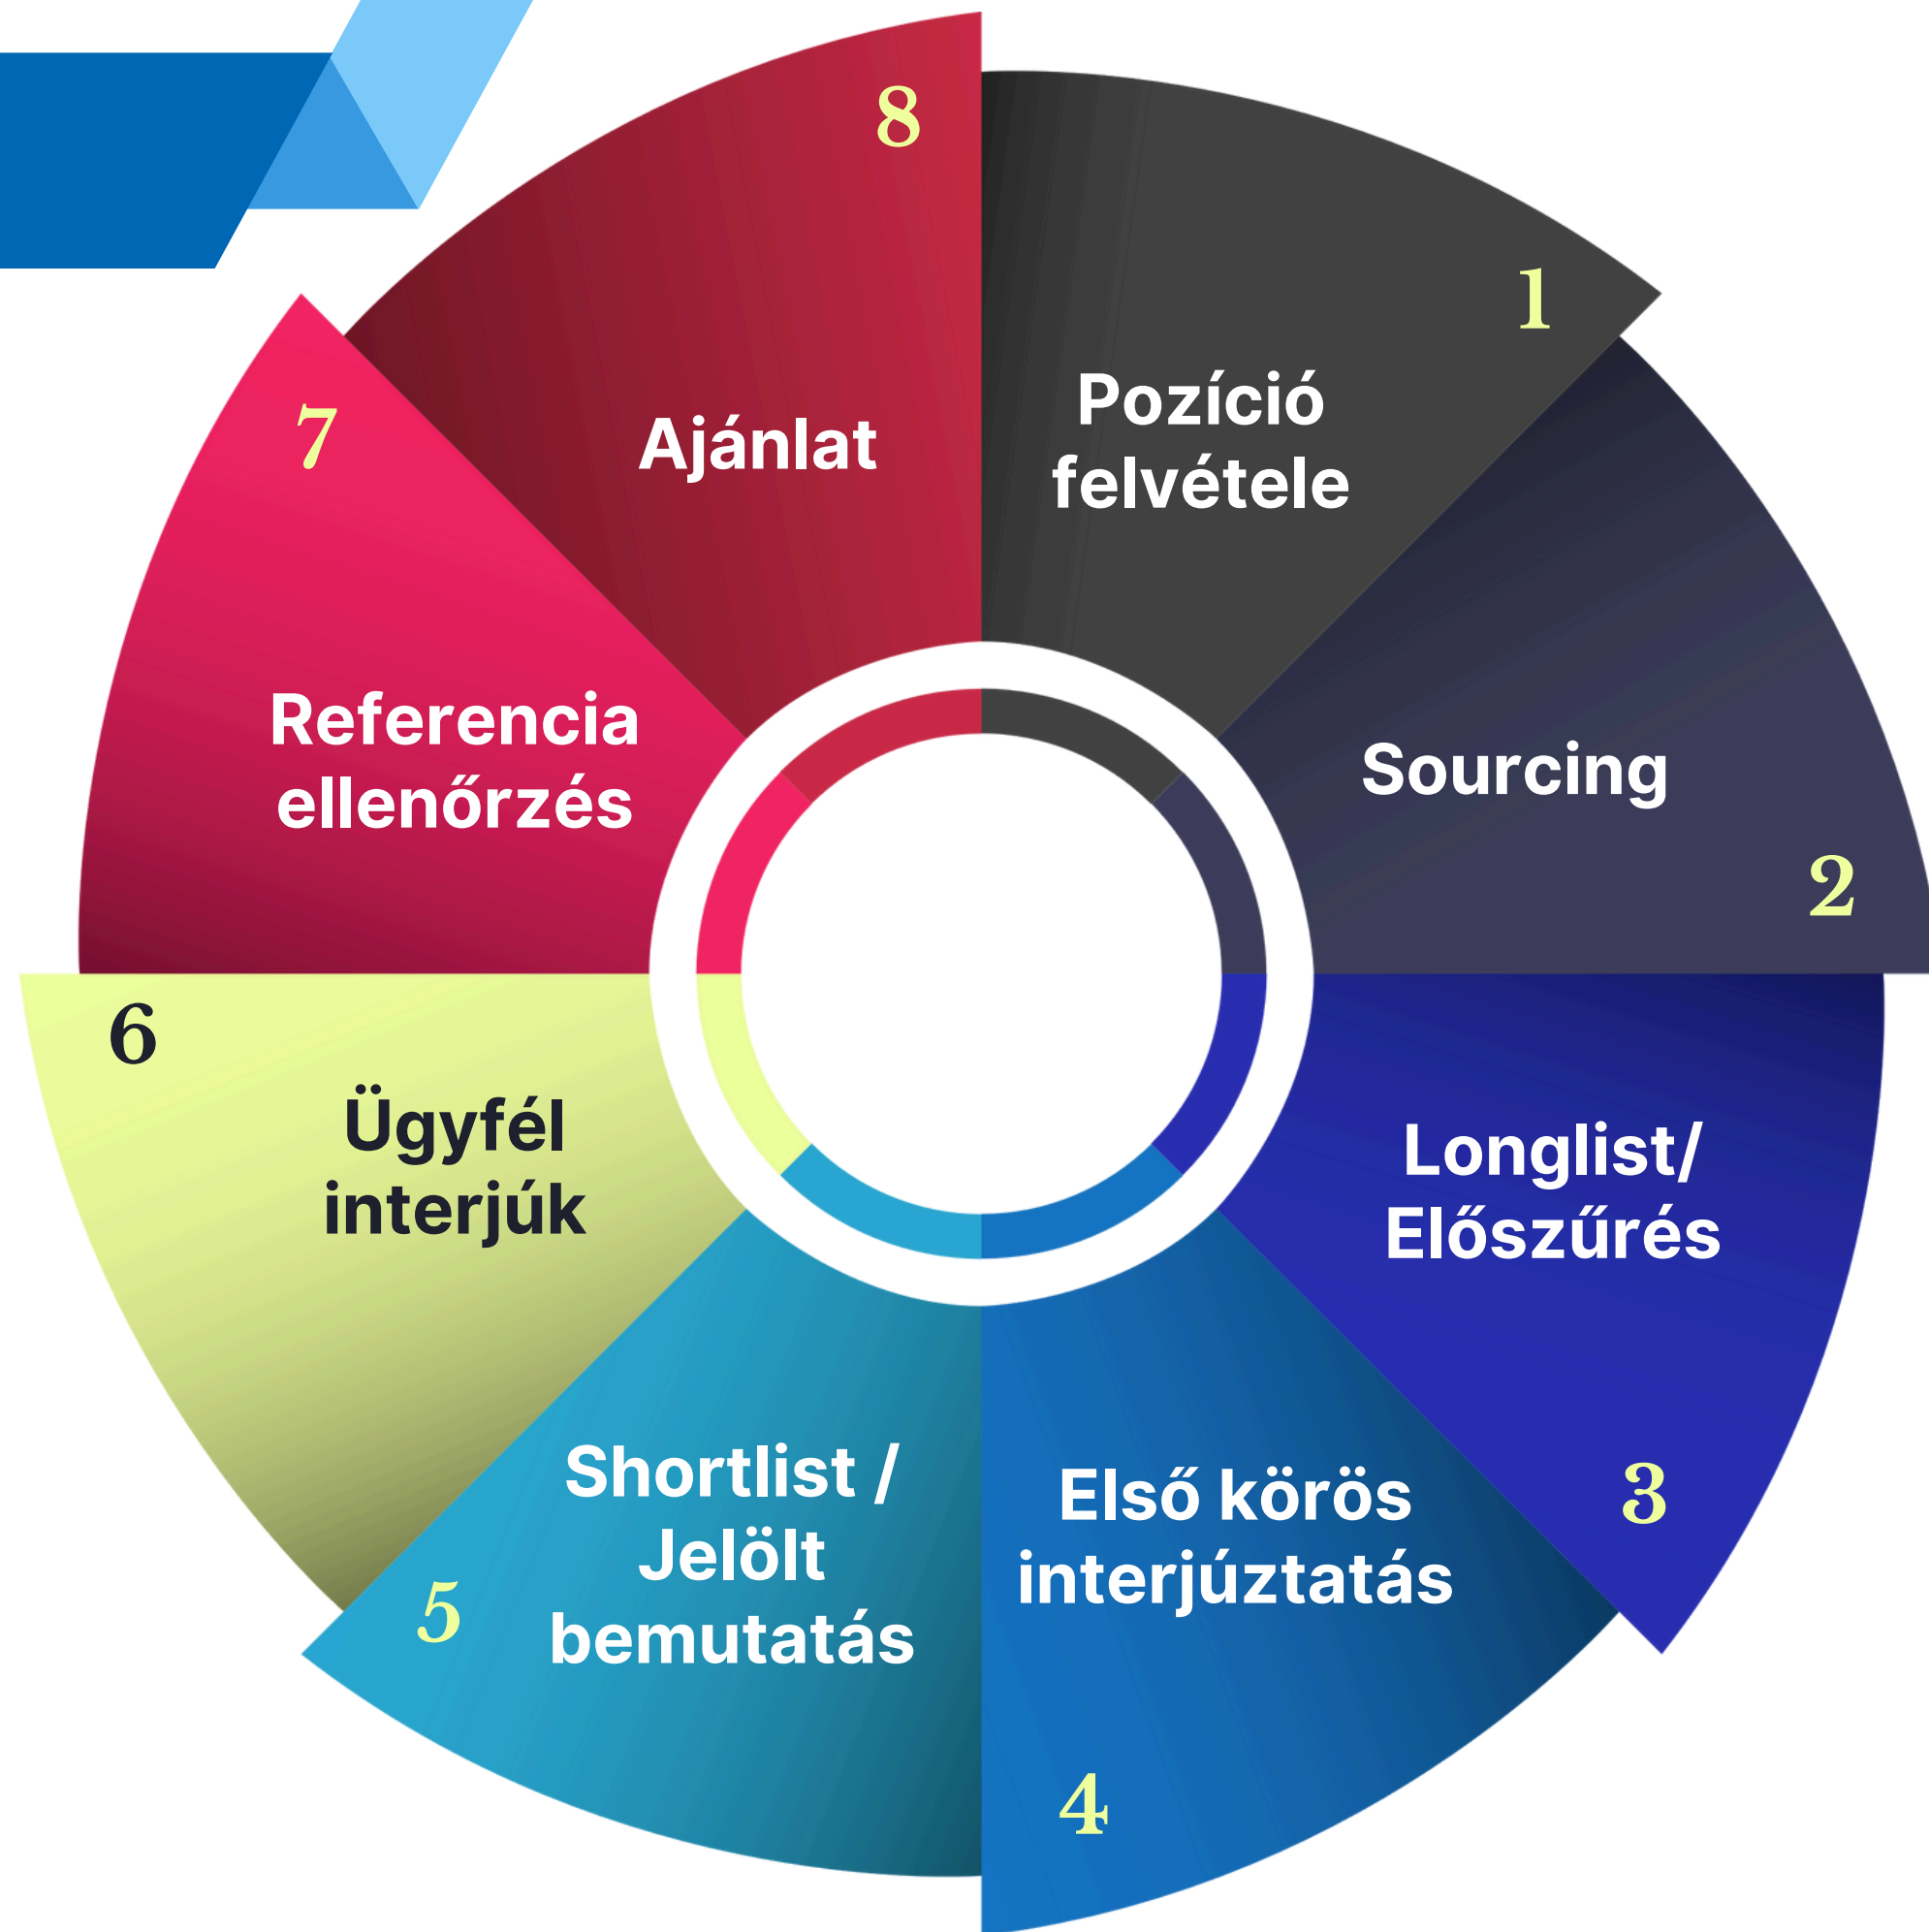 1
Pozíció
felvétele
2
Sourcing
3
Longlist/
Előszűrés
4
Első körös
interjúztatás
5
Shortlist /
Jelölt
bemutatás
6
Ügyfél
interjúk
7
Referencia
ellenőrzés
8
Ajánlat